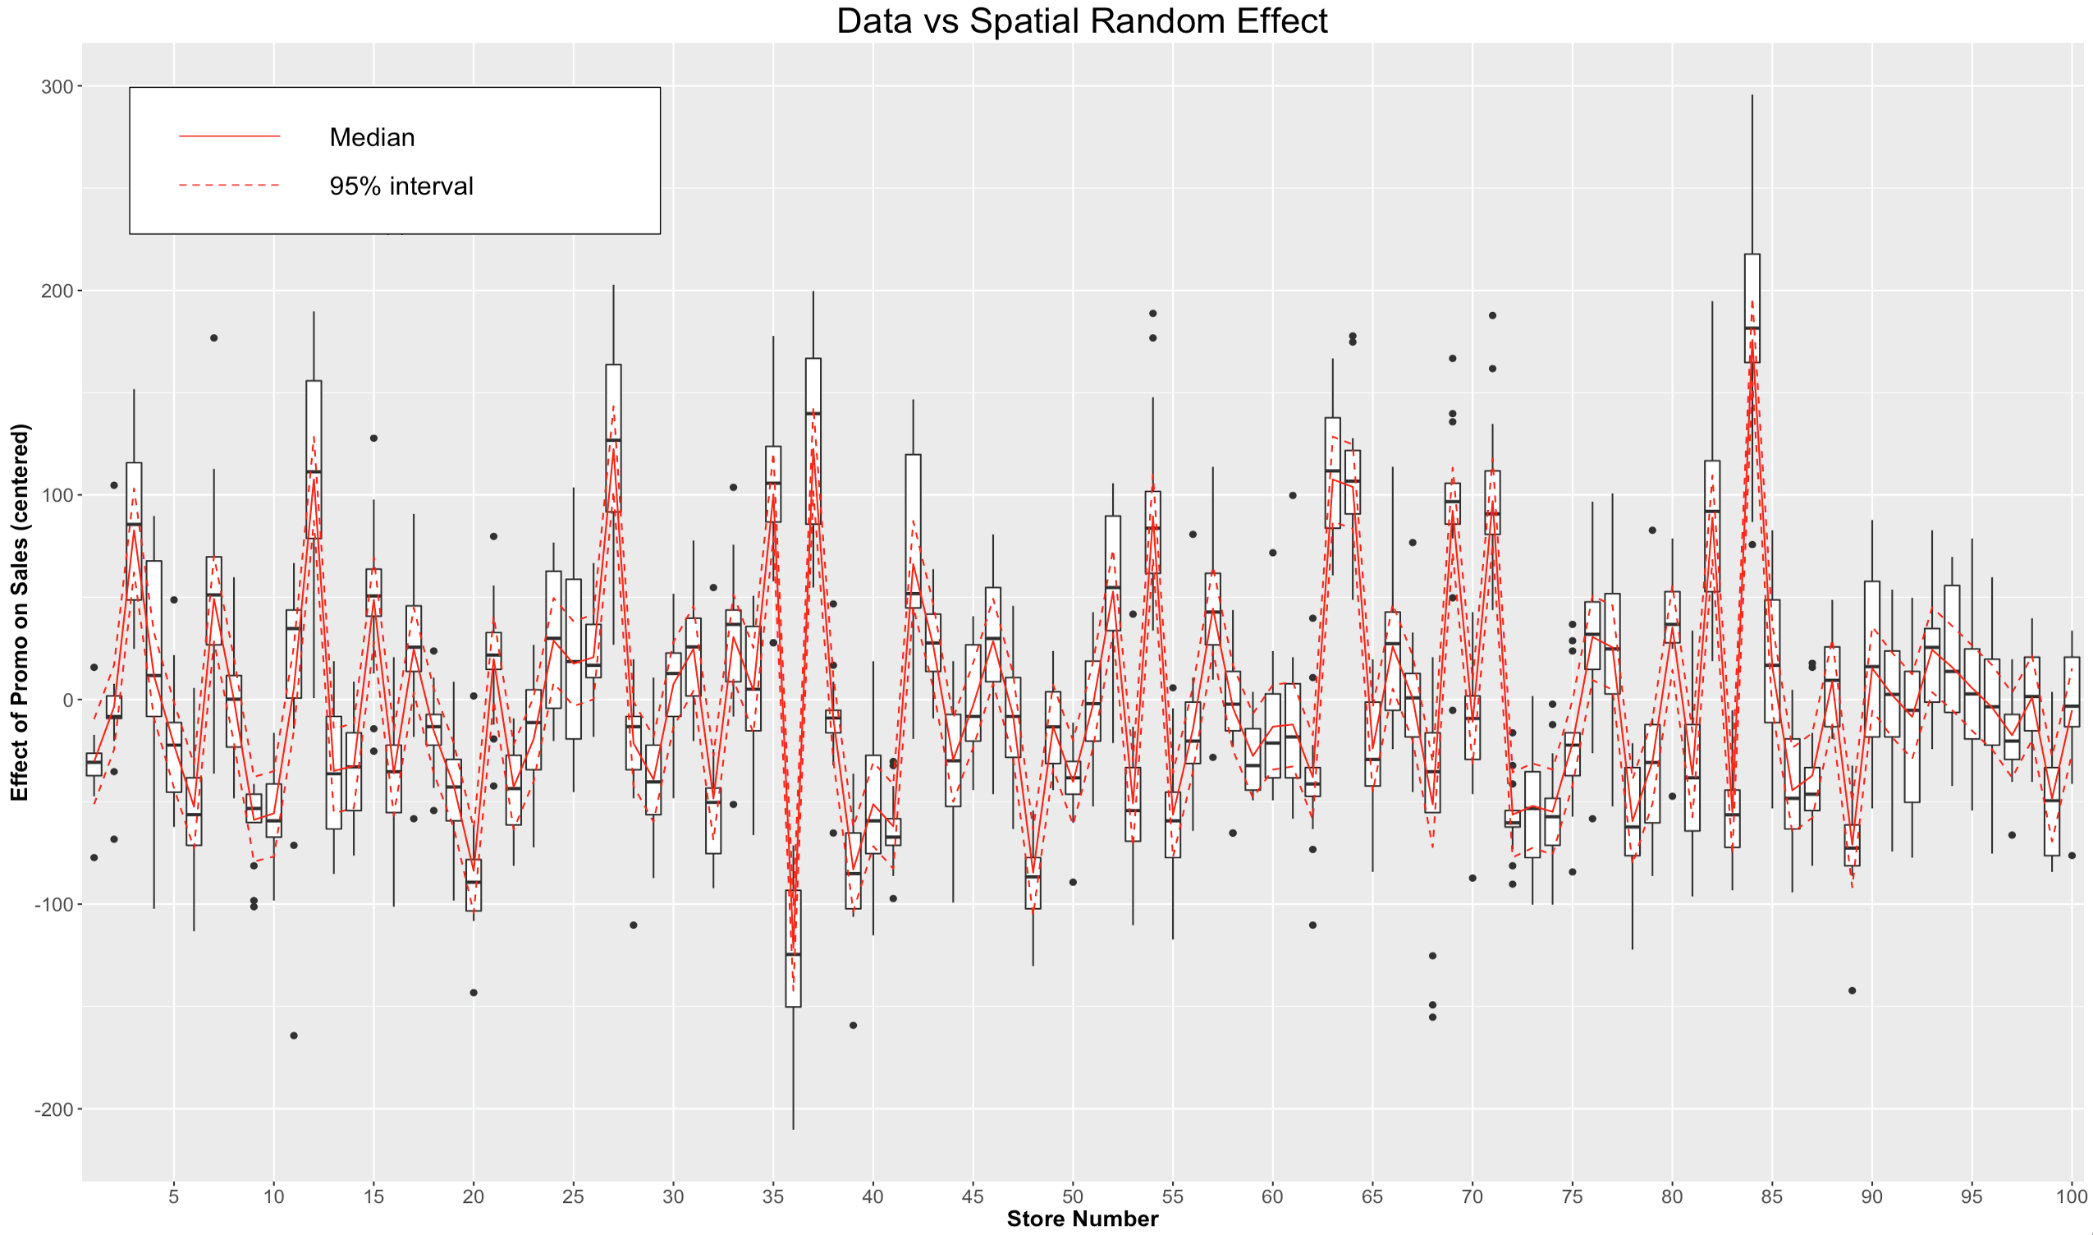 Data vs Spatial Random Effect
Effect of Promo on Sales (centered)
300
200
100
0
-100
-200
Median
95% interval
5 10 15 20 25 30 35 40 45 50 55 60 65 70 75 80 85 90 95 100
Store Number